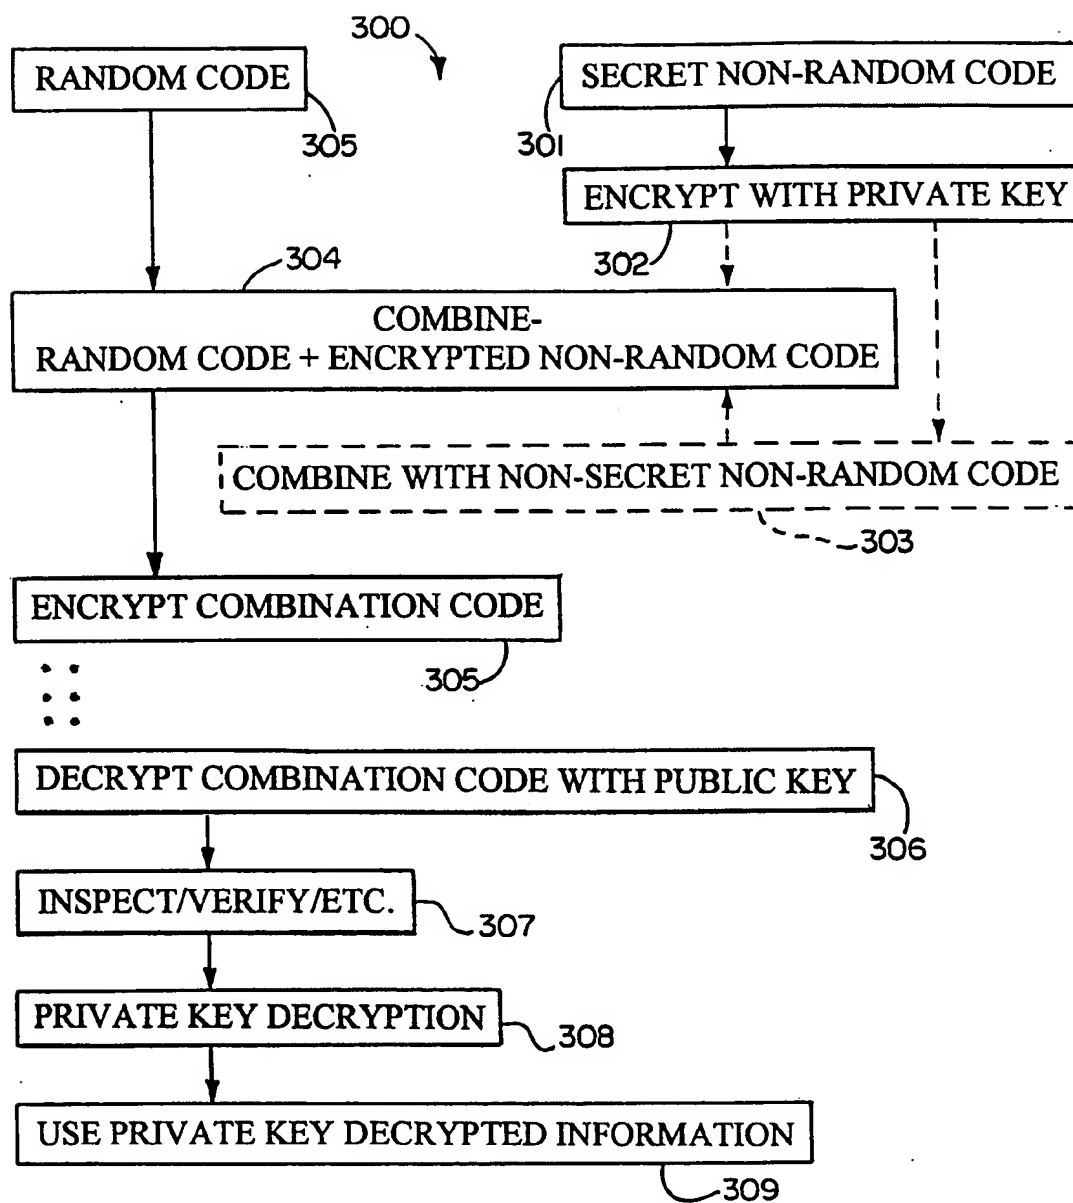 300
RANDOM CODE
305
SECRET NON-RANDOM CODE
301
ENCRYPT WITH PRIVATE KEY
302
304
COMBINE-
RANDOM CODE + ENCRYPTED NON-RANDOM CODE
COMBINE WITH NON-SECRET NON-RANDOM CODE
303
ENCRYPT COMBINATION CODE
305
DECRYPT COMBINATION CODE WITH PUBLIC KEY
306
INSPECT/VERIFY/ETC.
307
PRIVATE KEY DECRYPTION
308
USE PRIVATE KEY DECRYPTED INFORMATION
309